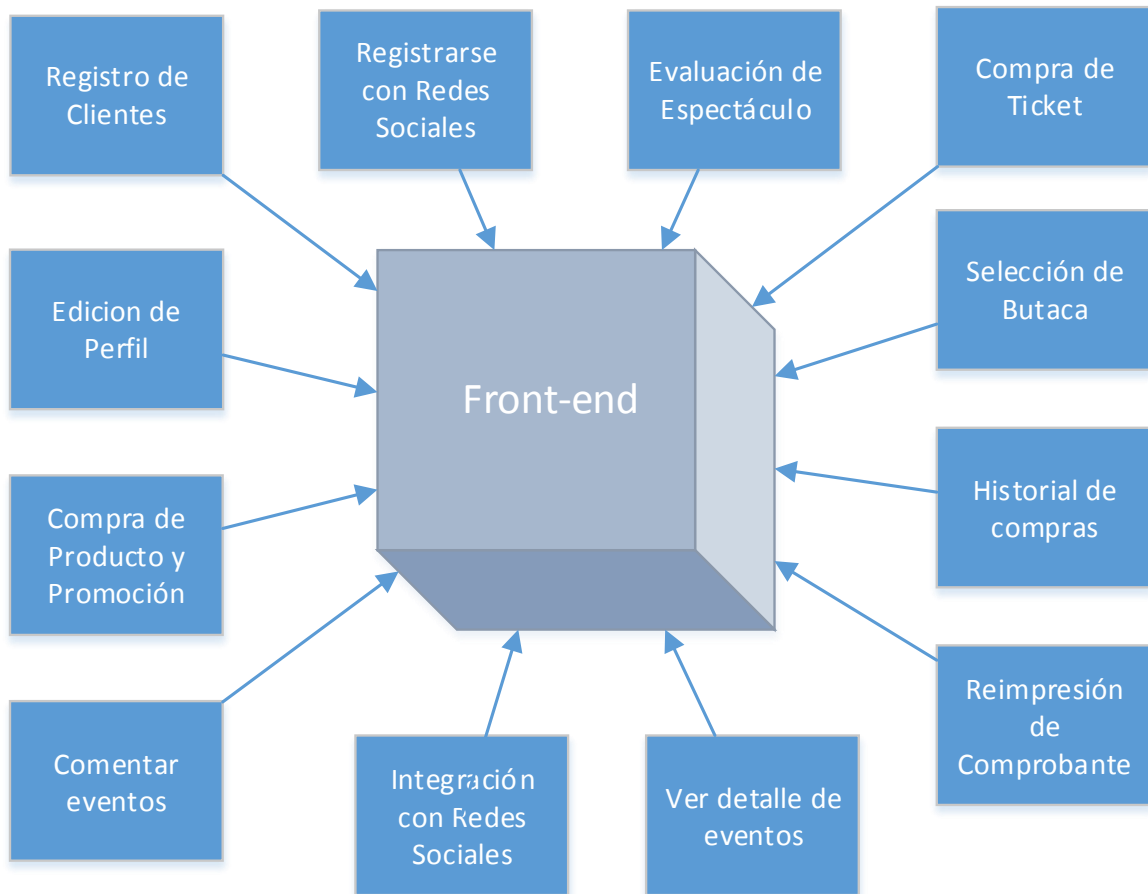 Registro de
Clientes
Registrarse
con Redes
Sociales
Evaluación de
Espectáculo
Compra de
Ticket
Edicion de
Perfil
Front-end
Selección de
Butaca
Compra de
Producto y
Promoción
Historial de
compras
Comentar
eventos
Integración
con Redes
Sociales
Ver detalle de
eventos
Reimpresión
de
Comprobante